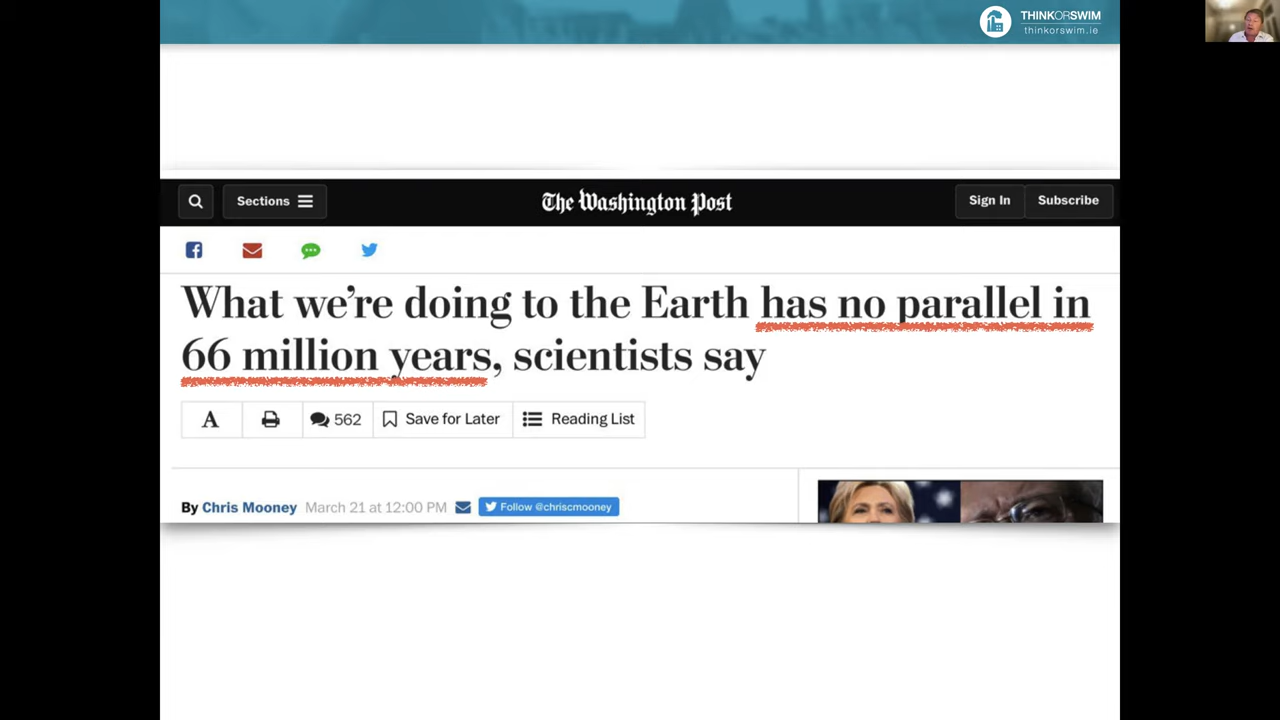 THINKORSWIM
thinkorswim.ie
Sections
The Washington Post
Sign In
Subscribe
What we're doing to the Earth has no parallel in
66 million years, scientists say
A
562
Save for Later
Reading List
By Chris Mooney March 21 at 12:00 PM
Follow @chriscmooney